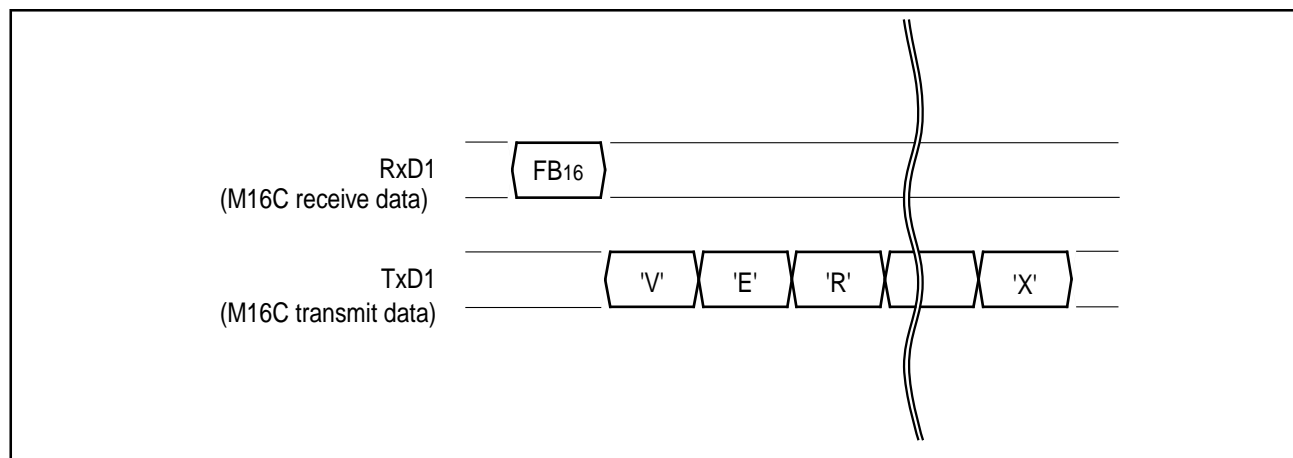 RxD1 FB16
(M16C receive data)
TxD1 'V' 'E' 'R' 'X'
(M16C transmit data)